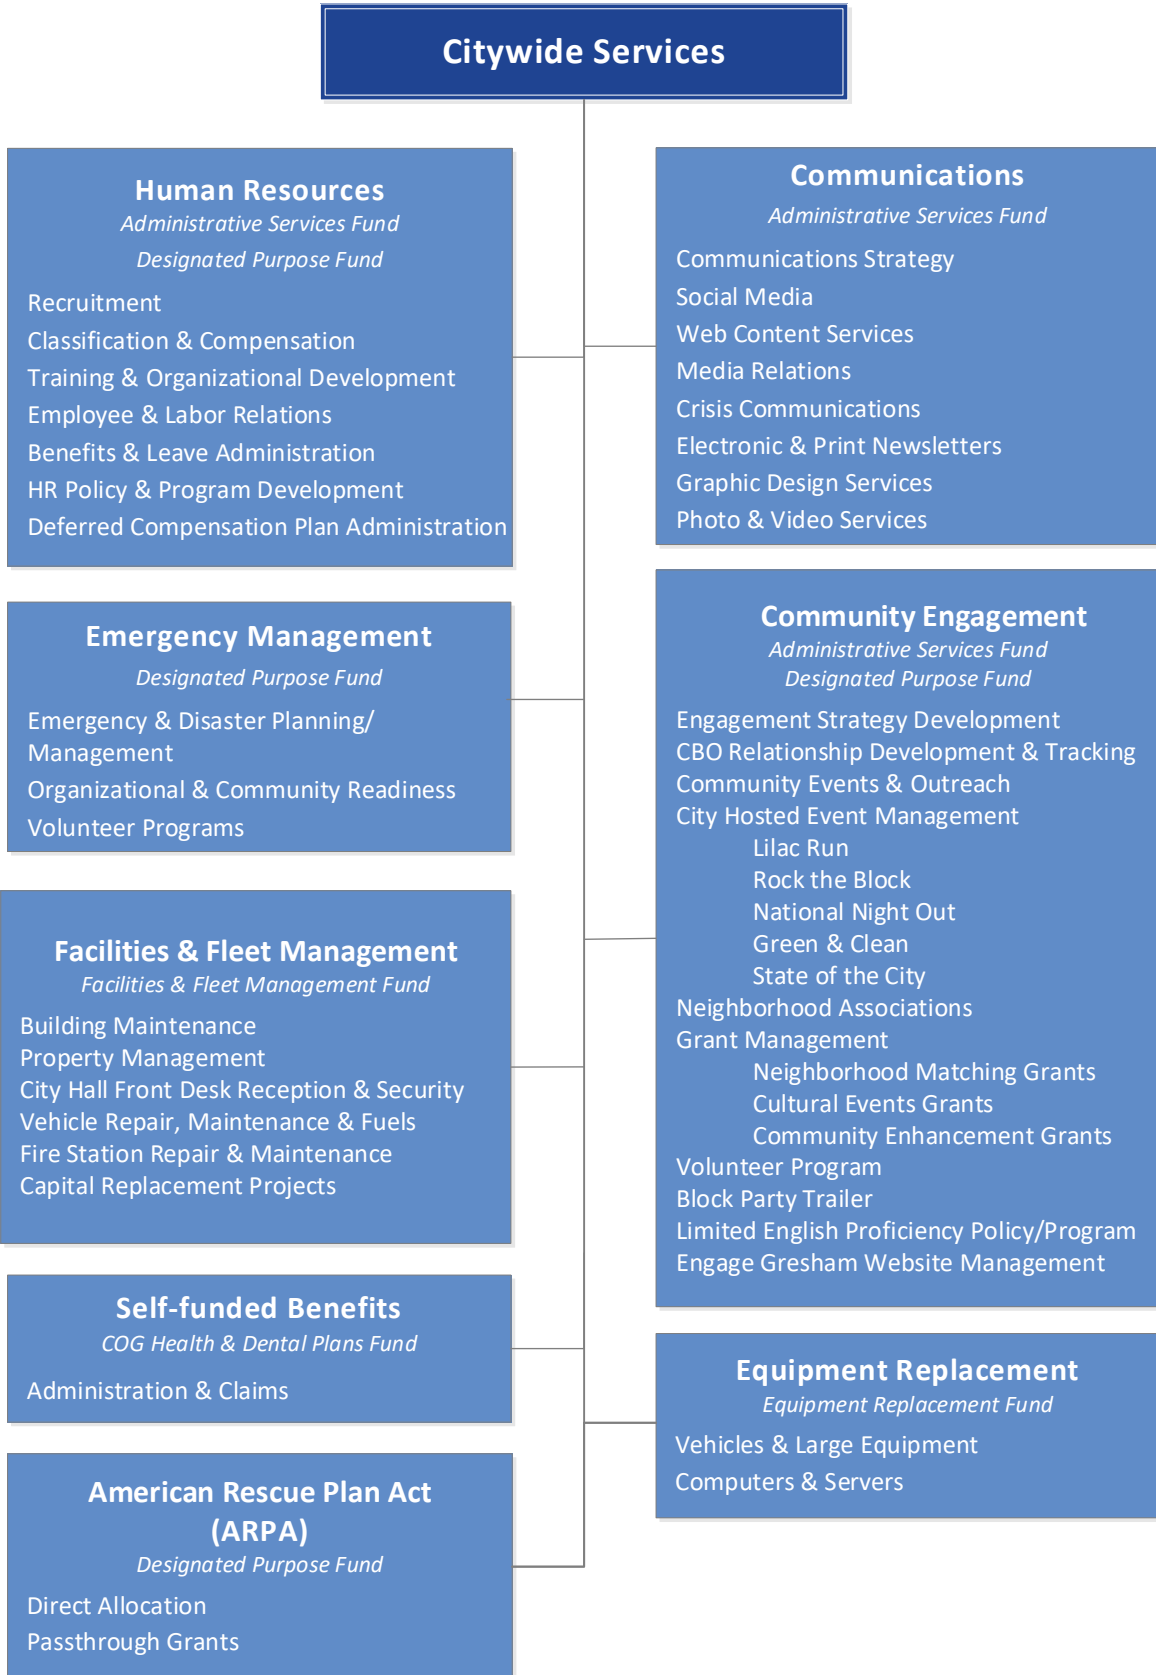 Citywide Services
Human Resources
Administrative Services Fund
Designated Purpose Fund
Recruitment
Classification & Compensation
Training & Organizational Development
Employee & Labor Relations
Benefits & Leave Administration
HR Policy & Program Development
Deferred Compensation Plan Administration
Communications
Administrative Services Fund
Communications Strategy
Social Media
Web Content Services
Media Relations
Crisis Communications
Electronic & Print Newsletters
Graphic Design Services
Photo & Video Services
Emergency Management
Designated Purpose Fund
Emergency & Disaster Planning/
Management
Organizational & Community Readiness
Volunteer Programs
Community Engagement
Administrative Services Fund
Designated Purpose Fund
Engagement Strategy Development
CBO Relationship Development & Tracking
Community Events & Outreach
City Hosted Event Management
Lilac Run
Rock the Block
National Night Out
Green & Clean
State of the City
Neighborhood Associations
Grant Management
Neighborhood Matching Grants
Cultural Events Grants
Community Enhancement Grants
Volunteer Program
Block Party Trailer
Limited English Proficiency Policy/Program
Engage Gresham Website Management
Facilities & Fleet Management
Facilities & Fleet Management Fund
Building Maintenance
Property Management
City Hall Front Desk Reception & Security
Vehicle Repair, Maintenance & Fuels
Fire Station Repair & Maintenance
Capital Replacement Projects
Self-funded Benefits
COG Health & Dental Plans Fund
Administration & Claims
Equipment Replacement
Equipment Replacement Fund
Vehicles & Large Equipment
Computers & Servers
American Rescue Plan Act
(ARPA)
Designated Purpose Fund
Direct Allocation
Passthrough Grants